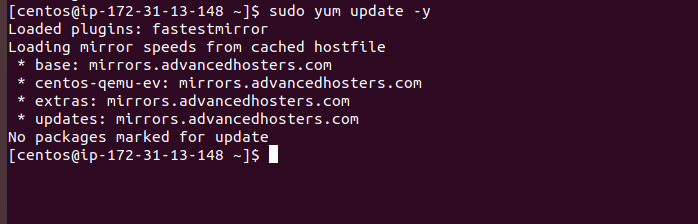 [centos@ip-172-31-13-148 ~]$ sudo yum update -y
Loaded plugins: fastestmirror
Loading mirror speeds from cached hostfile
 * base: mirrors.advancedhosters.com
 * centos-qemu-ev: mirrors.advancedhosters.com
 * extras: mirrors.advancedhosters.com
 * updates: mirrors.advancedhosters.com
No packages marked for update
[centos@ip-172-31-13-148 ~]$